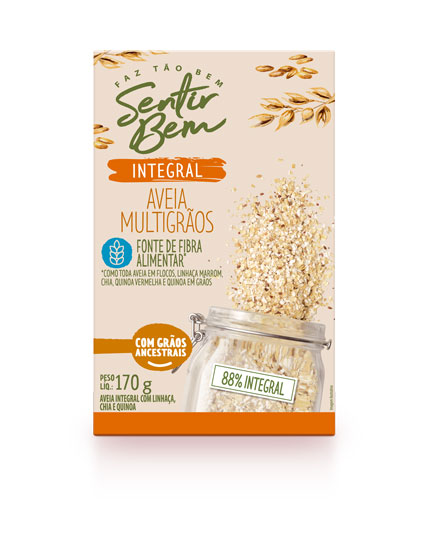 FAZ TÃO BEM
Sentir
Bem
INTEGRAL
AVEIA
MULTIGRÃOS
FONTE DE FIBRA
ALIMENTAR*
*COMO TODA AVEIA EM FLOCOS, LINHAÇA MARROM,
CHIA, QUINOA VERMELHA E QUINOA EM GRÃOS
COM GRÃOS
ANCESTRAIS
88% INTEGRAL
PESO
LIQ.: 170 g
AVEIA INTEGRAL COM LINHAÇA,
CHIA E QUINOA